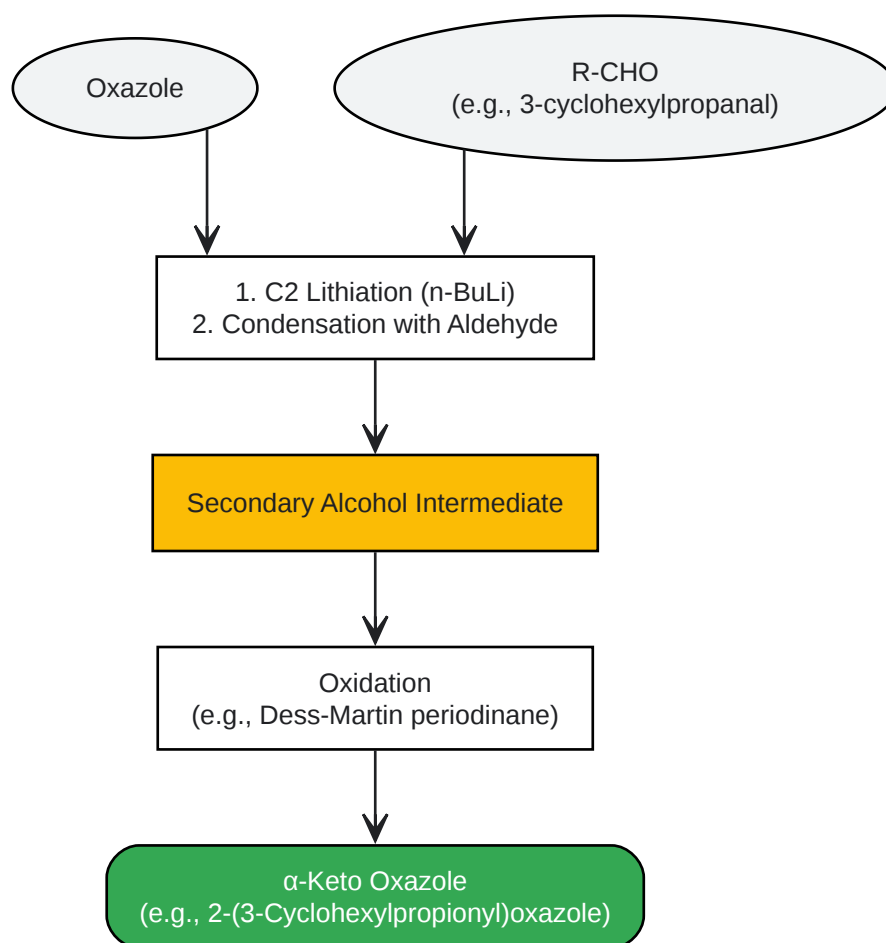 Oxazole
R-CHO
(e.g., 3-cyclohexylpropanal)
1. C2 Lithiation (n-BuLi)
2. Condensation with Aldehyde
Secondary Alcohol Intermediate
Oxidation
(e.g., Dess-Martin periodinane)
α-Keto Oxazole
(e.g., 2-(3-Cyclohexylpropionyl)oxazole)